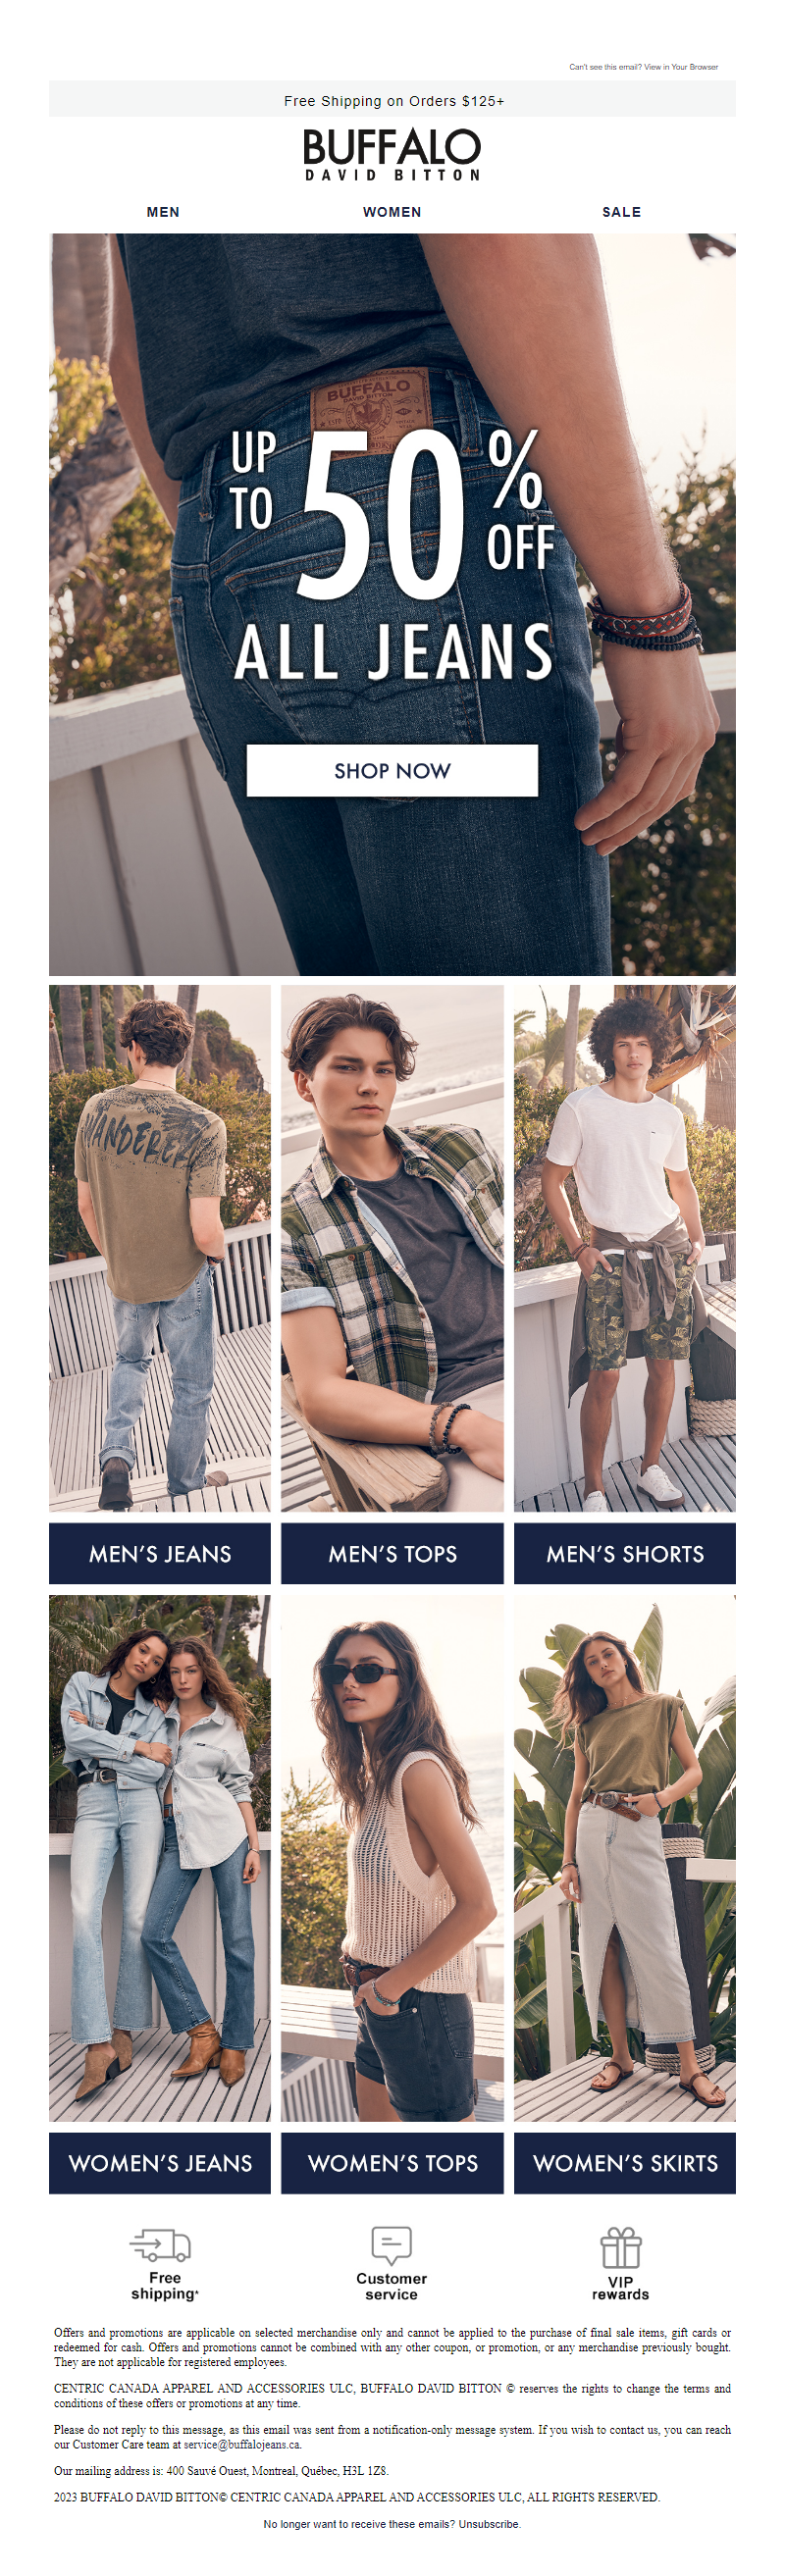 Can't see this email? View in Your Browser
Free Shipping on Orders $125+
BUFFALO
DAVID BITTON
MEN WOMEN SALE
BUFFALO
DAVID BITTON
UP TO 50% OFF
ALL JEANS
SHOP NOW
WANDERER
MEN'S JEANS MEN'S TOPS MEN'S SHORTS
WOMEN'S JEANS WOMEN'S TOPS WOMEN'S SKIRTS
Free shipping*
Customer service
VIP rewards
Offers and promotions are applicable on selected merchandise only and cannot be applied to the purchase of final sale items, gift cards or
redeemed for cash. Offers and promotions cannot be combined with any other coupon, or promotion, or any merchandise previously bought.
They are not applicable for registered employees.
CENTRIC CANADA APPAREL AND ACCESSORIES ULC, BUFFALO DAVID BITTON © reserves the rights to change the terms and
conditions of these offers or promotions at any time.
Please do not reply to this message, as this email was sent from a notification-only message system. If you wish to contact us, you can reach
our Customer Care team at service@buffalojeans.ca.
Our mailing address is: 400 Sauvé Ouest, Montreal, Québec, H3L 1Z8.
2023 BUFFALO DAVID BITTON© CENTRIC CANADA APPAREL AND ACCESSORIES ULC, ALL RIGHTS RESERVED.
No longer want to receive these emails? Unsubscribe.